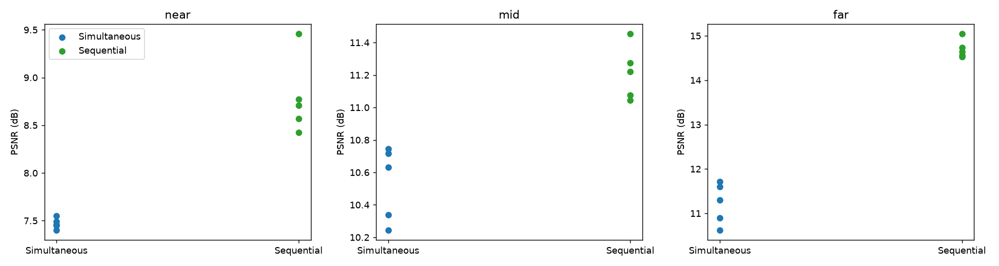 near
Simultaneous
Sequential
PSNR (dB)
9.5
9.0
8.5
8.0
7.5
Simultaneous
Sequential
mid
PSNR (dB)
11.4
11.2
11.0
10.8
10.6
10.4
10.2
Simultaneous
Sequential
far
PSNR (dB)
15
14
13
12
11
Simultaneous
Sequential